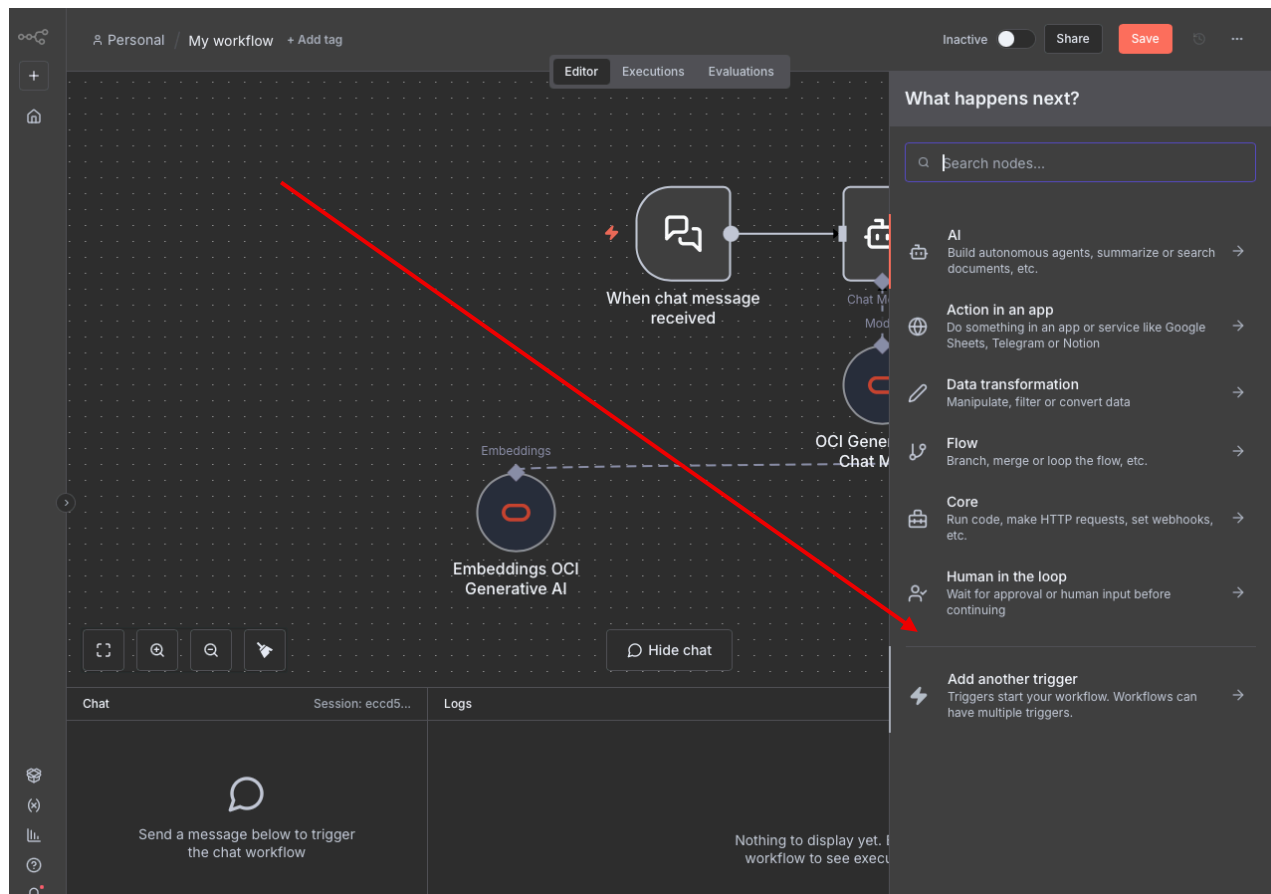 Personal / My workflow + Add tag
Inactive
Share
Save
Editor
Executions
Evaluations
What happens next?
Search nodes...
AI
Build autonomous agents, summarize or search
documents, etc.
Action in an app
Do something in an app or service like Google
Sheets, Telegram or Notion
Data transformation
Manipulate, filter or convert data
Flow
Branch, merge or loop the flow, etc.
Core
Run code, make HTTP requests, set webhooks,
etc.
Human in the loop
Wait for approval or human input before
continuing
Add another trigger
Triggers start your workflow. Workflows can
have multiple triggers.
When chat message
received
Chat M
Mod
OCI Gene
Chat M
Embeddings
Embeddings OCI
Generative AI
Hide chat
Chat
Session: eccd5...
Logs
Send a message below to trigger
the chat workflow
Nothing to display yet.
workflow to see execu